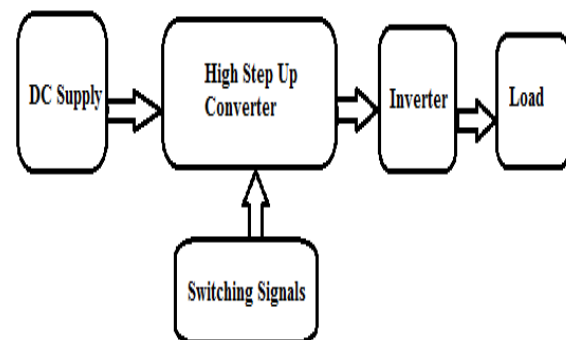 DC Supply
High Step Up
Converter
Inverter
Load
Switching Signals